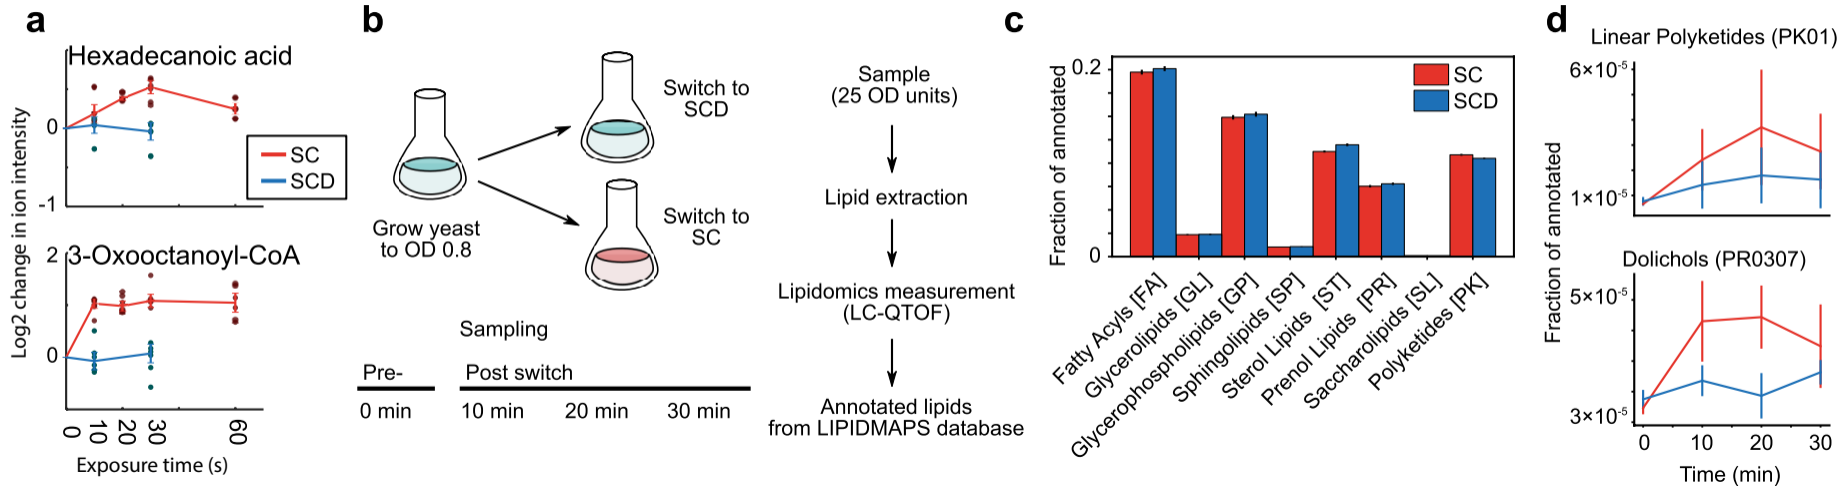 a
Hexadecanoic acid
0
-1
SC
SCD
Log2 change in ion intensity
3-Oxooctanoyl-CoA
2
0
0
10
20
30
60
Exposure time (s)
b
Grow yeast
to OD 0.8
Switch to
SCD
Switch to
SC
Sampling
Pre-
Post switch
0 min
10 min
20 min
30 min
Sample
(25 OD units)
Lipid extraction
Lipidomics measurement
(LC-QTOF)
Annotated lipids
from LIPIDMAPS database
c
Fraction of annotated
0.2
0
SC
SCD
Fatty Acyls [FA]
Glycerolipids [GL]
Glycerophospholipids [GP]
Sphingolipids [SP]
Sterol Lipids [ST]
Prenol Lipids [PR]
Saccharolipids [SL]
Polyketides [PK]
d
Linear Polyketides (PK01)
6×10⁻⁵
1×10⁻⁵
Fraction of annotated
Dolichols (PR0307)
5×10⁻⁵
3×10⁻⁵
0
10
20
30
Time (min)